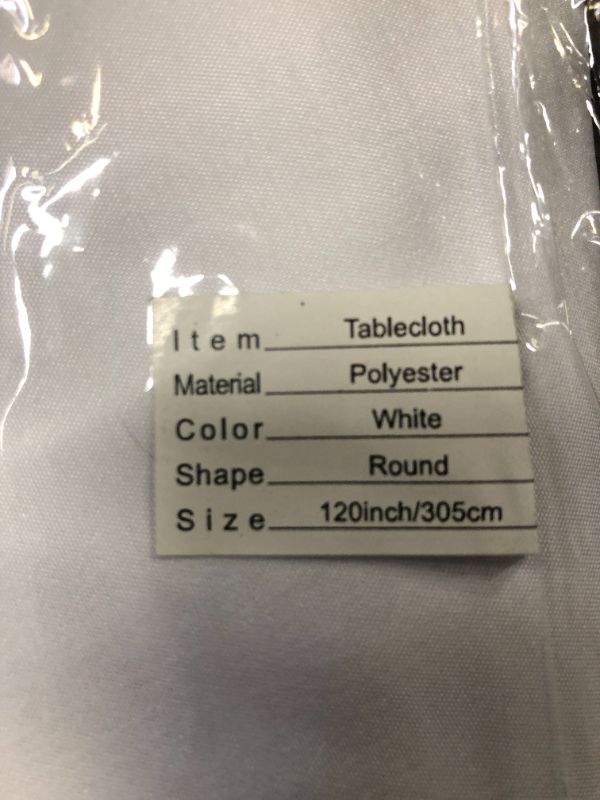 Item Tablecloth
Material Polyester
Color White
Shape Round
Size 120inch/305cm